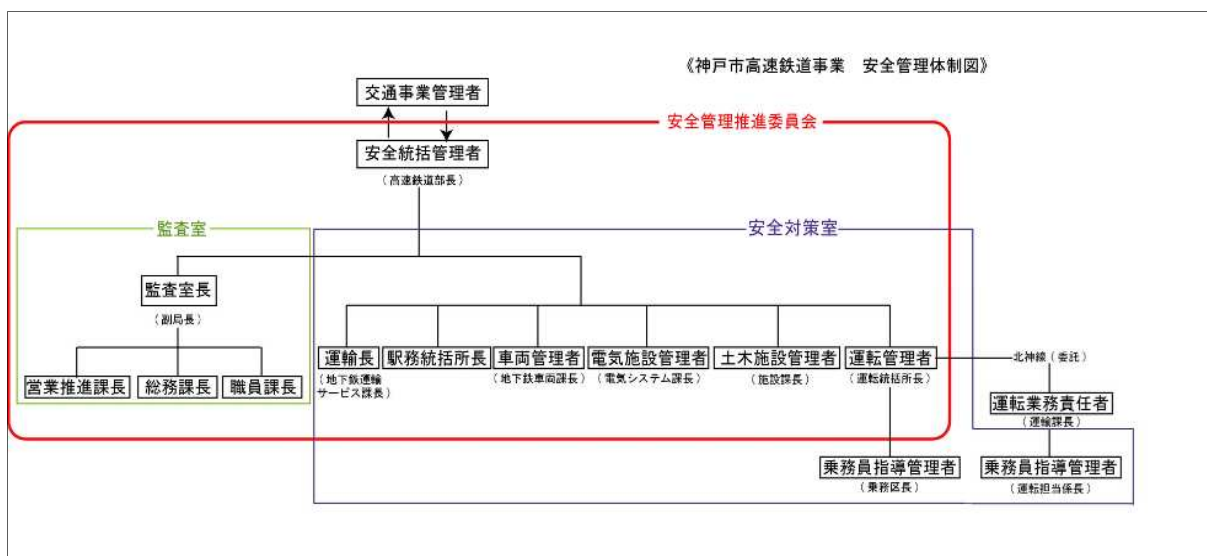 《神戸市高速鉄道事業　安全管理体制図》
交通事業管理者
安全管理推進委員会
安全統括管理者
（高速鉄道部長）
監査室
安全対策室
監査室長
（副局長）
運輸長
駅務統括所長
車両管理者
電気施設管理者
土木施設管理者
運転管理者
北神線（委託）
（地下鉄運輸
サービス課長）
（地下鉄車両課長）
（電気システム課長）
（施設課長）
（運転統括所長）
営業推進課長
総務課長
職員課長
運転業務責任者
（運輸課長）
乗務員指導管理者
（乗務区長）
乗務員指導管理者
（運転担当係長）